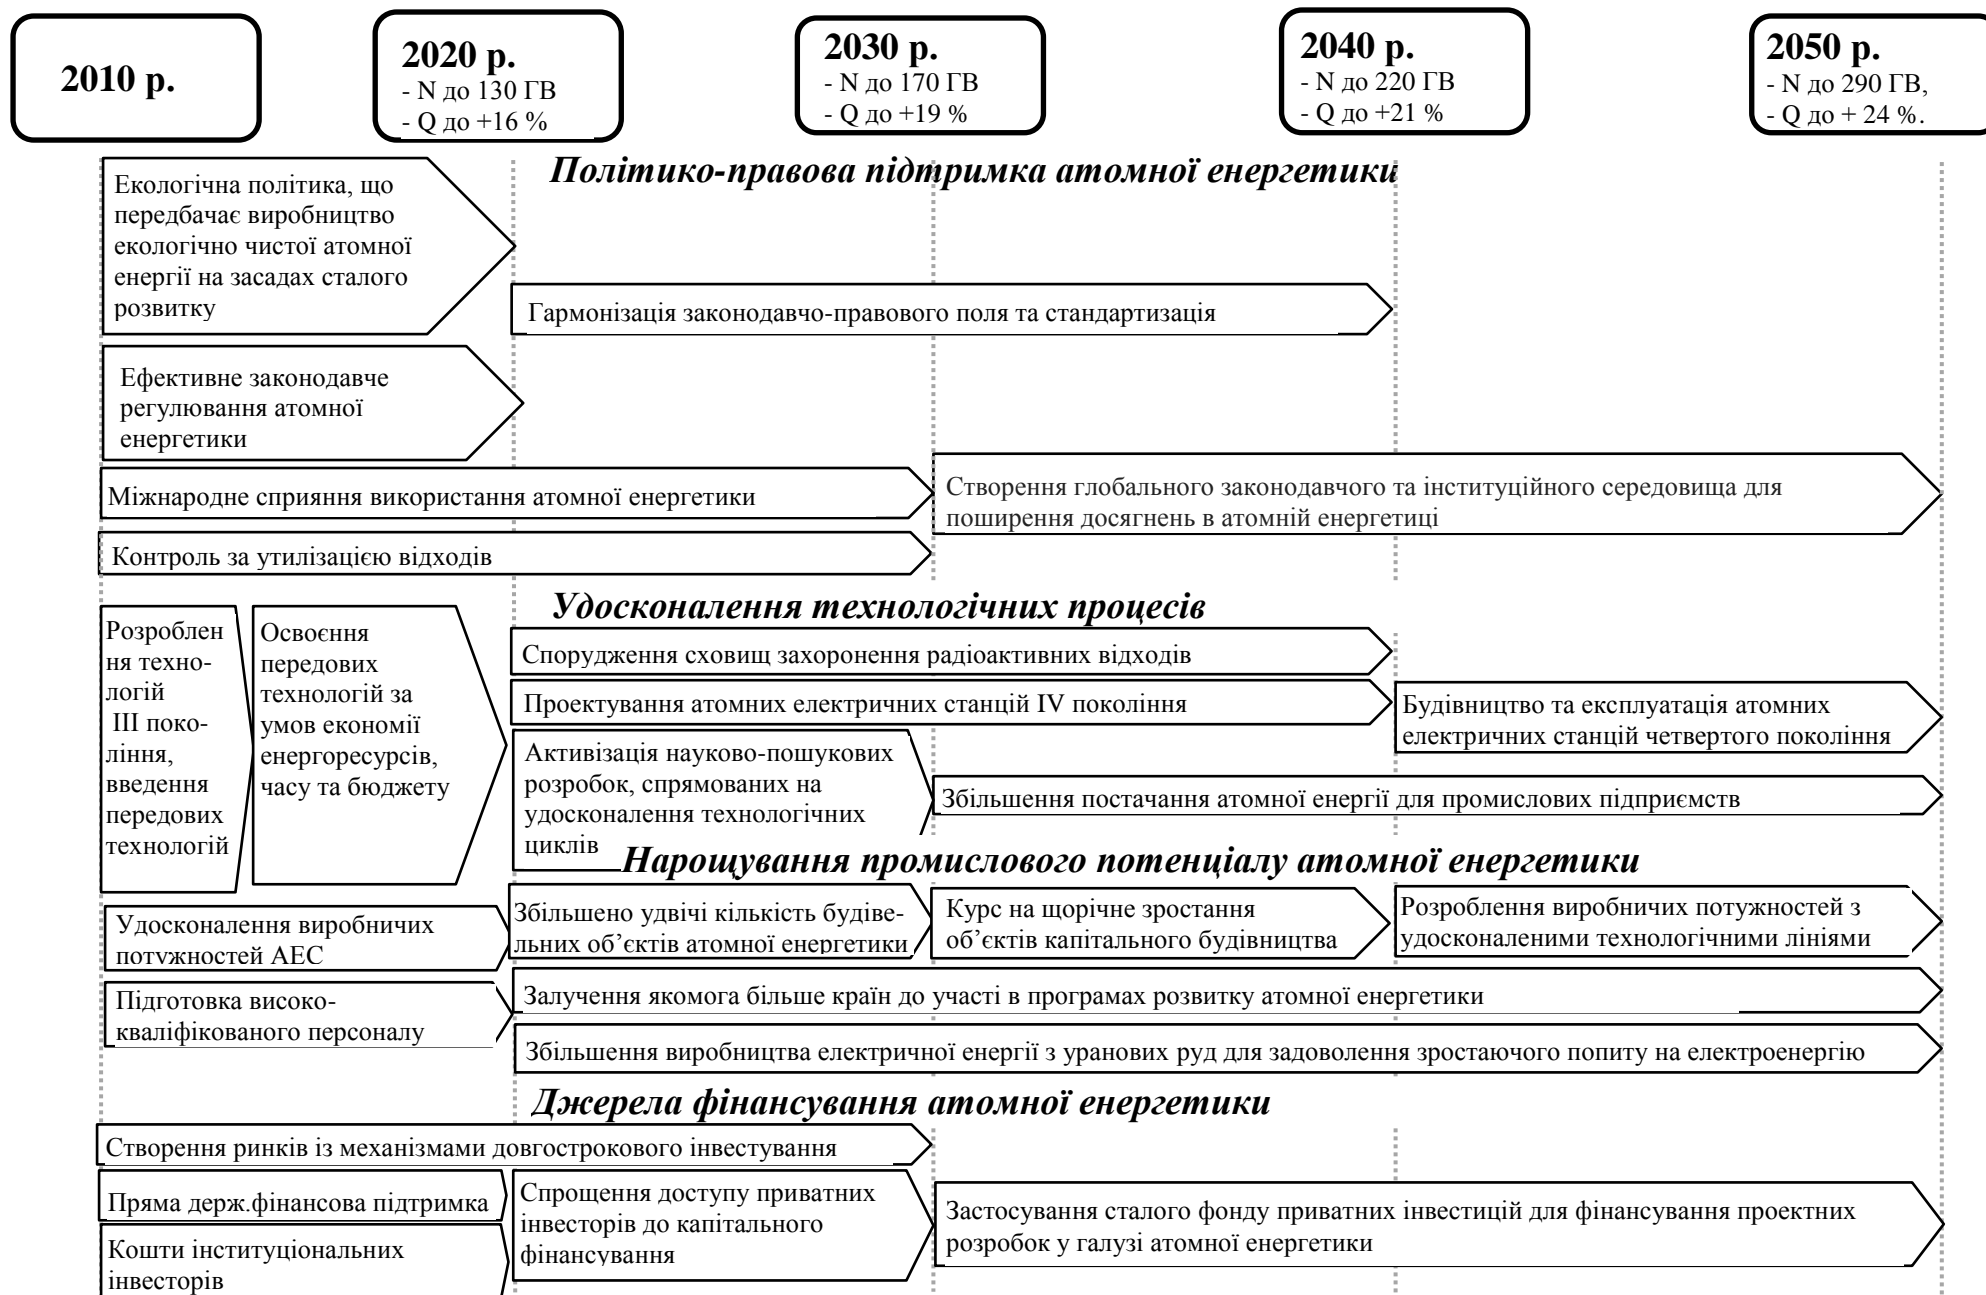 2010 р.
2020 р.
- N до 130 ГВ
- Q до +16 %
2030 р.
- N до 170 ГВ
- Q до +19 %
2040 р.
- N до 220 ГВ
- Q до +21 %
2050 р.
- N до 290 ГВ,
- Q до + 24 %.
Політико-правова підтримка атомної енергетики
Екологічна політика, що
передбачає виробництво
екологічно чистої атомної
енергії на засадах сталого
розвитку
Гармонізація законодавчо-правового поля та стандартизація
Ефективне законодавче
регулювання атомної
енергетики
Міжнародне сприяння використання атомної енергетики
Створення глобального законодавчого та інституційного середовища для
поширення досягнень в атомній енергетиці
Контроль за утилізацією відходів
Удосконалення технологічних процесів
Розроблен
ня техно-
логій
ІІІ поко-
ління,
введення
передових
технологій
Освоєння
передових
технологій за
умов економії
енергоресурсів,
часу та бюджету
Спорудження сховищ захоронення радіоактивних відходів
Проектування атомних електричних станцій IV покоління
Будівництво та експлуатація атомних
електричних станцій четвертого покоління
Активізація науково-пошукових
розробок, спрямованих на
удосконалення технологічних
циклів
Збільшення постачання атомної енергії для промислових підприємств
Нарощування промислового потенціалу атомної енергетики
Удосконалення виробничих
потужностей АЕС
Збільшено удвічі кількість будіве-
льних об’єктів атомної енергетики
Курс на щорічне зростання
об’єктів капітального будівництва
Розроблення виробничих потужностей з
удосконаленими технологічними лініями
Підготовка високо-
кваліфікованого персоналу
Залучення якомога більше країн до участі в програмах розвитку атомної енергетики
Збільшення виробництва електричної енергії з уранових руд для задоволення зростаючого попиту на електроенергію
Джерела фінансування атомної енергетики
Створення ринків із механізмами довгострокового інвестування
Пряма держ.фінансова підтримка
Спрощення доступу приватних
інвесторів до капітального
фінансування
Застосування сталого фонду приватних інвестицій для фінансування проектних
розробок у галузі атомної енергетики
Кошти інституціональних
інвесторів